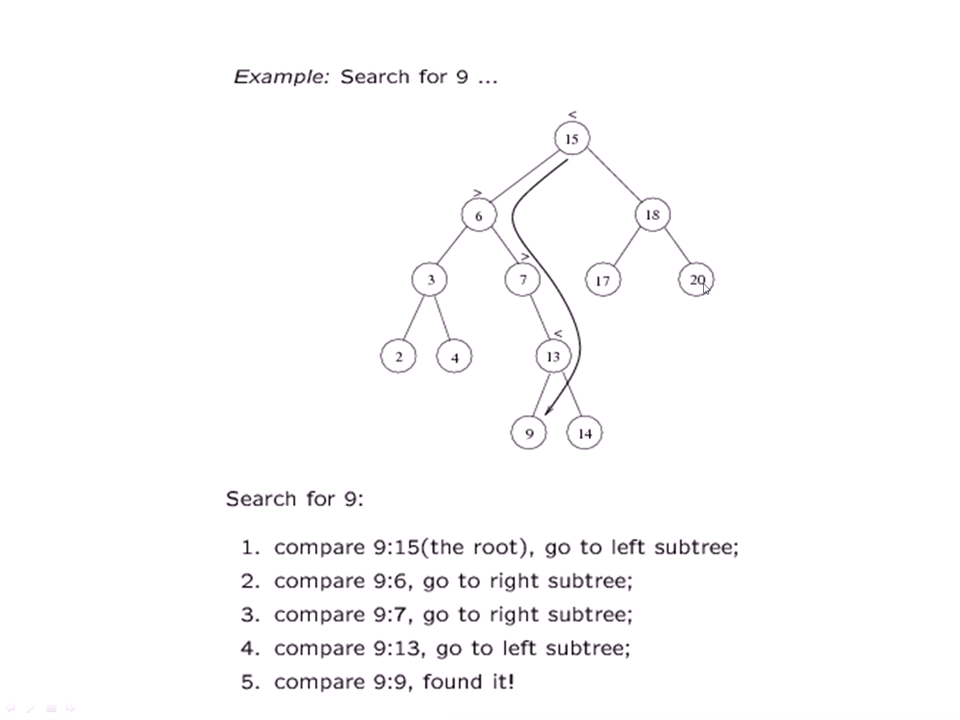 Example: Search for 9 ...
<
15
>
6
18
>
3
7
17
20
<
2
4
13
9
14
Search for 9:
1. compare 9:15(the root), go to left subtree;
2. compare 9:6, go to right subtree;
3. compare 9:7, go to right subtree;
4. compare 9:13, go to left subtree;
5. compare 9:9, found it!